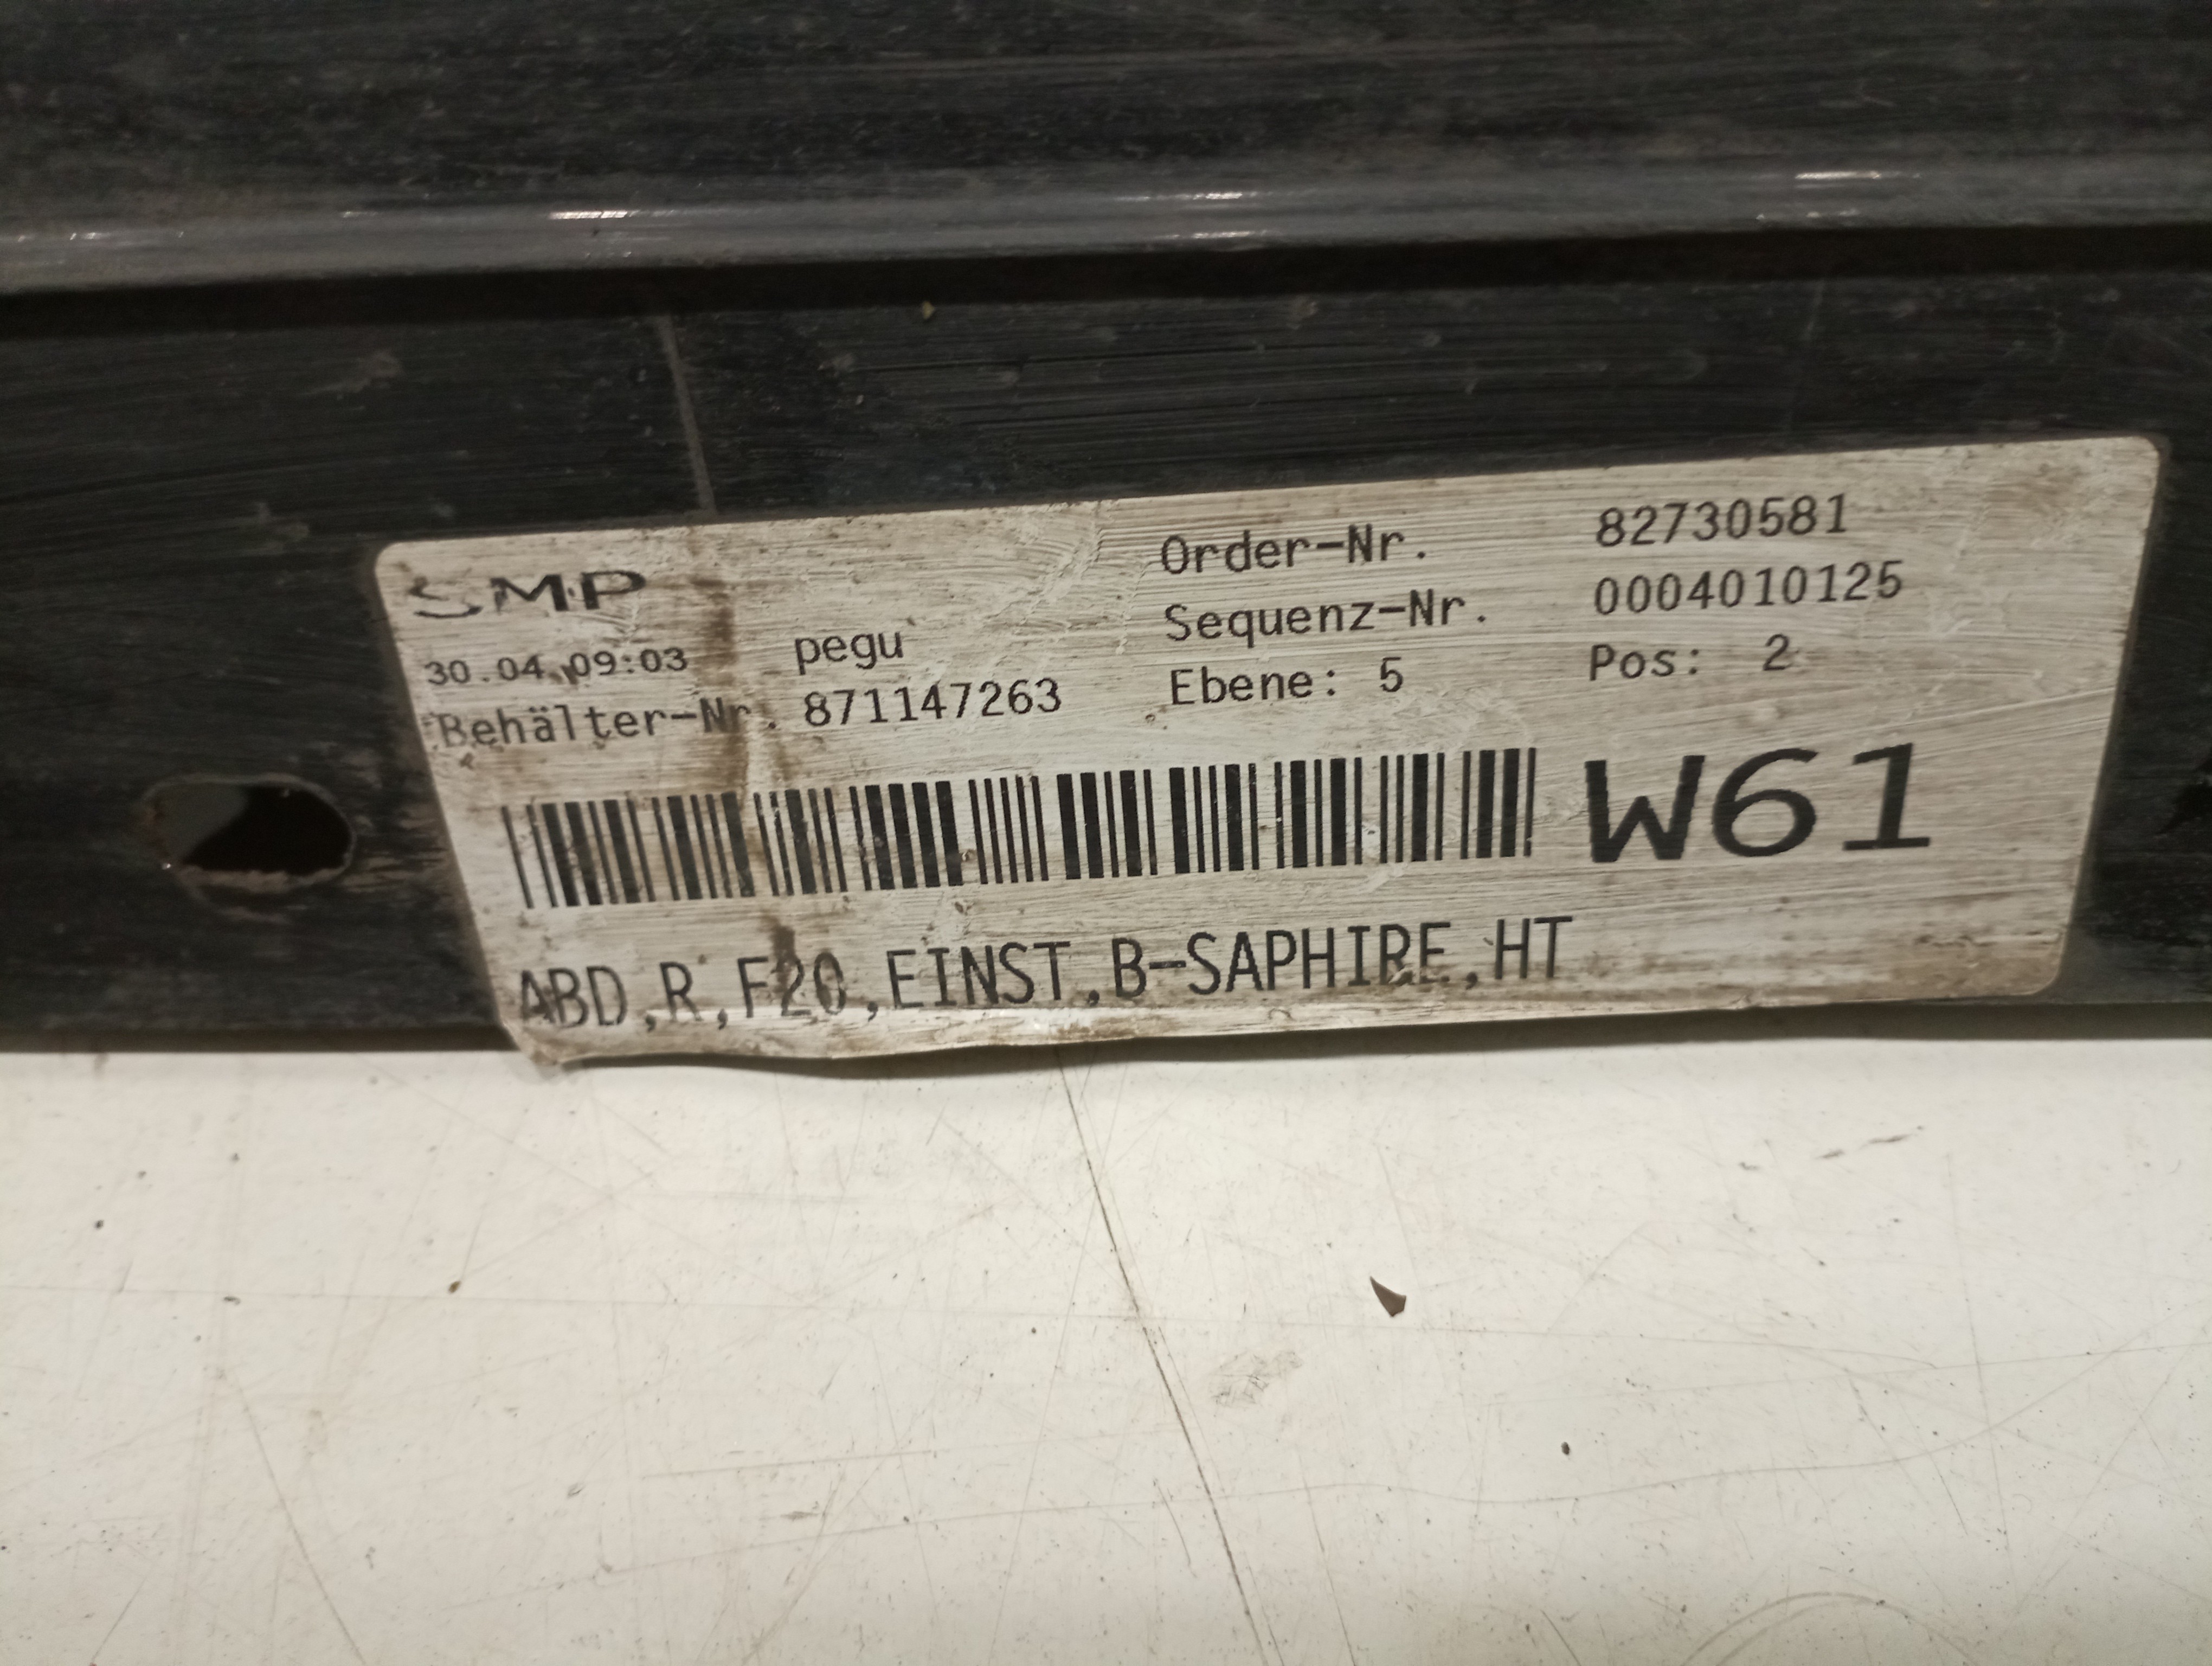 SMP
30.04. 09:03 pegu
Behälter-Nr. 871147263
Order-Nr. 82730581
Sequenz-Nr. 0004010125
Ebene: 5 Pos: 2
W61
ABD,R,F20,EINST,B-SAPHIRE,HT